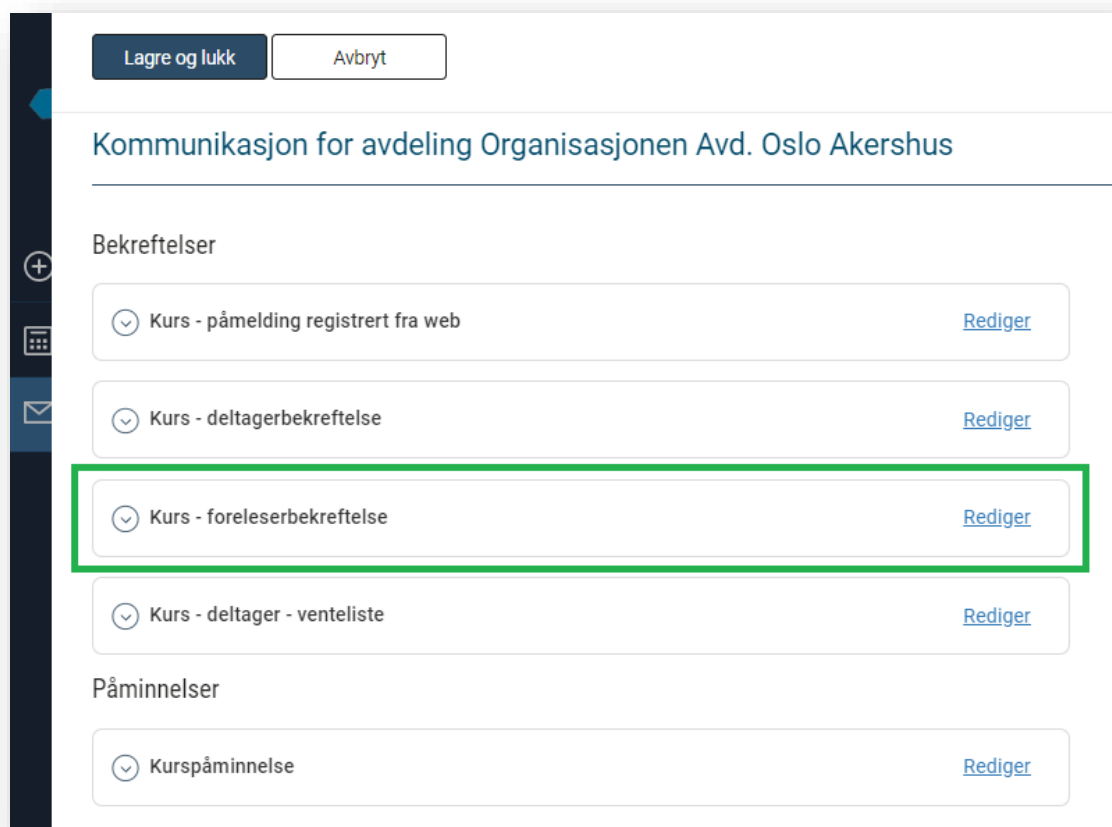 Lagre og lukk Avbryt
Kommunikasjon for avdeling Organisasjonen Avd. Oslo Akershus
Bekreftelser
Kurs - påmelding registrert fra web Rediger
Kurs - deltagerbekreftelse Rediger
Kurs - foreleserbekreftelse Rediger
Kurs - deltager - venteliste Rediger
Påminnelser
Kurspåminnelse Rediger